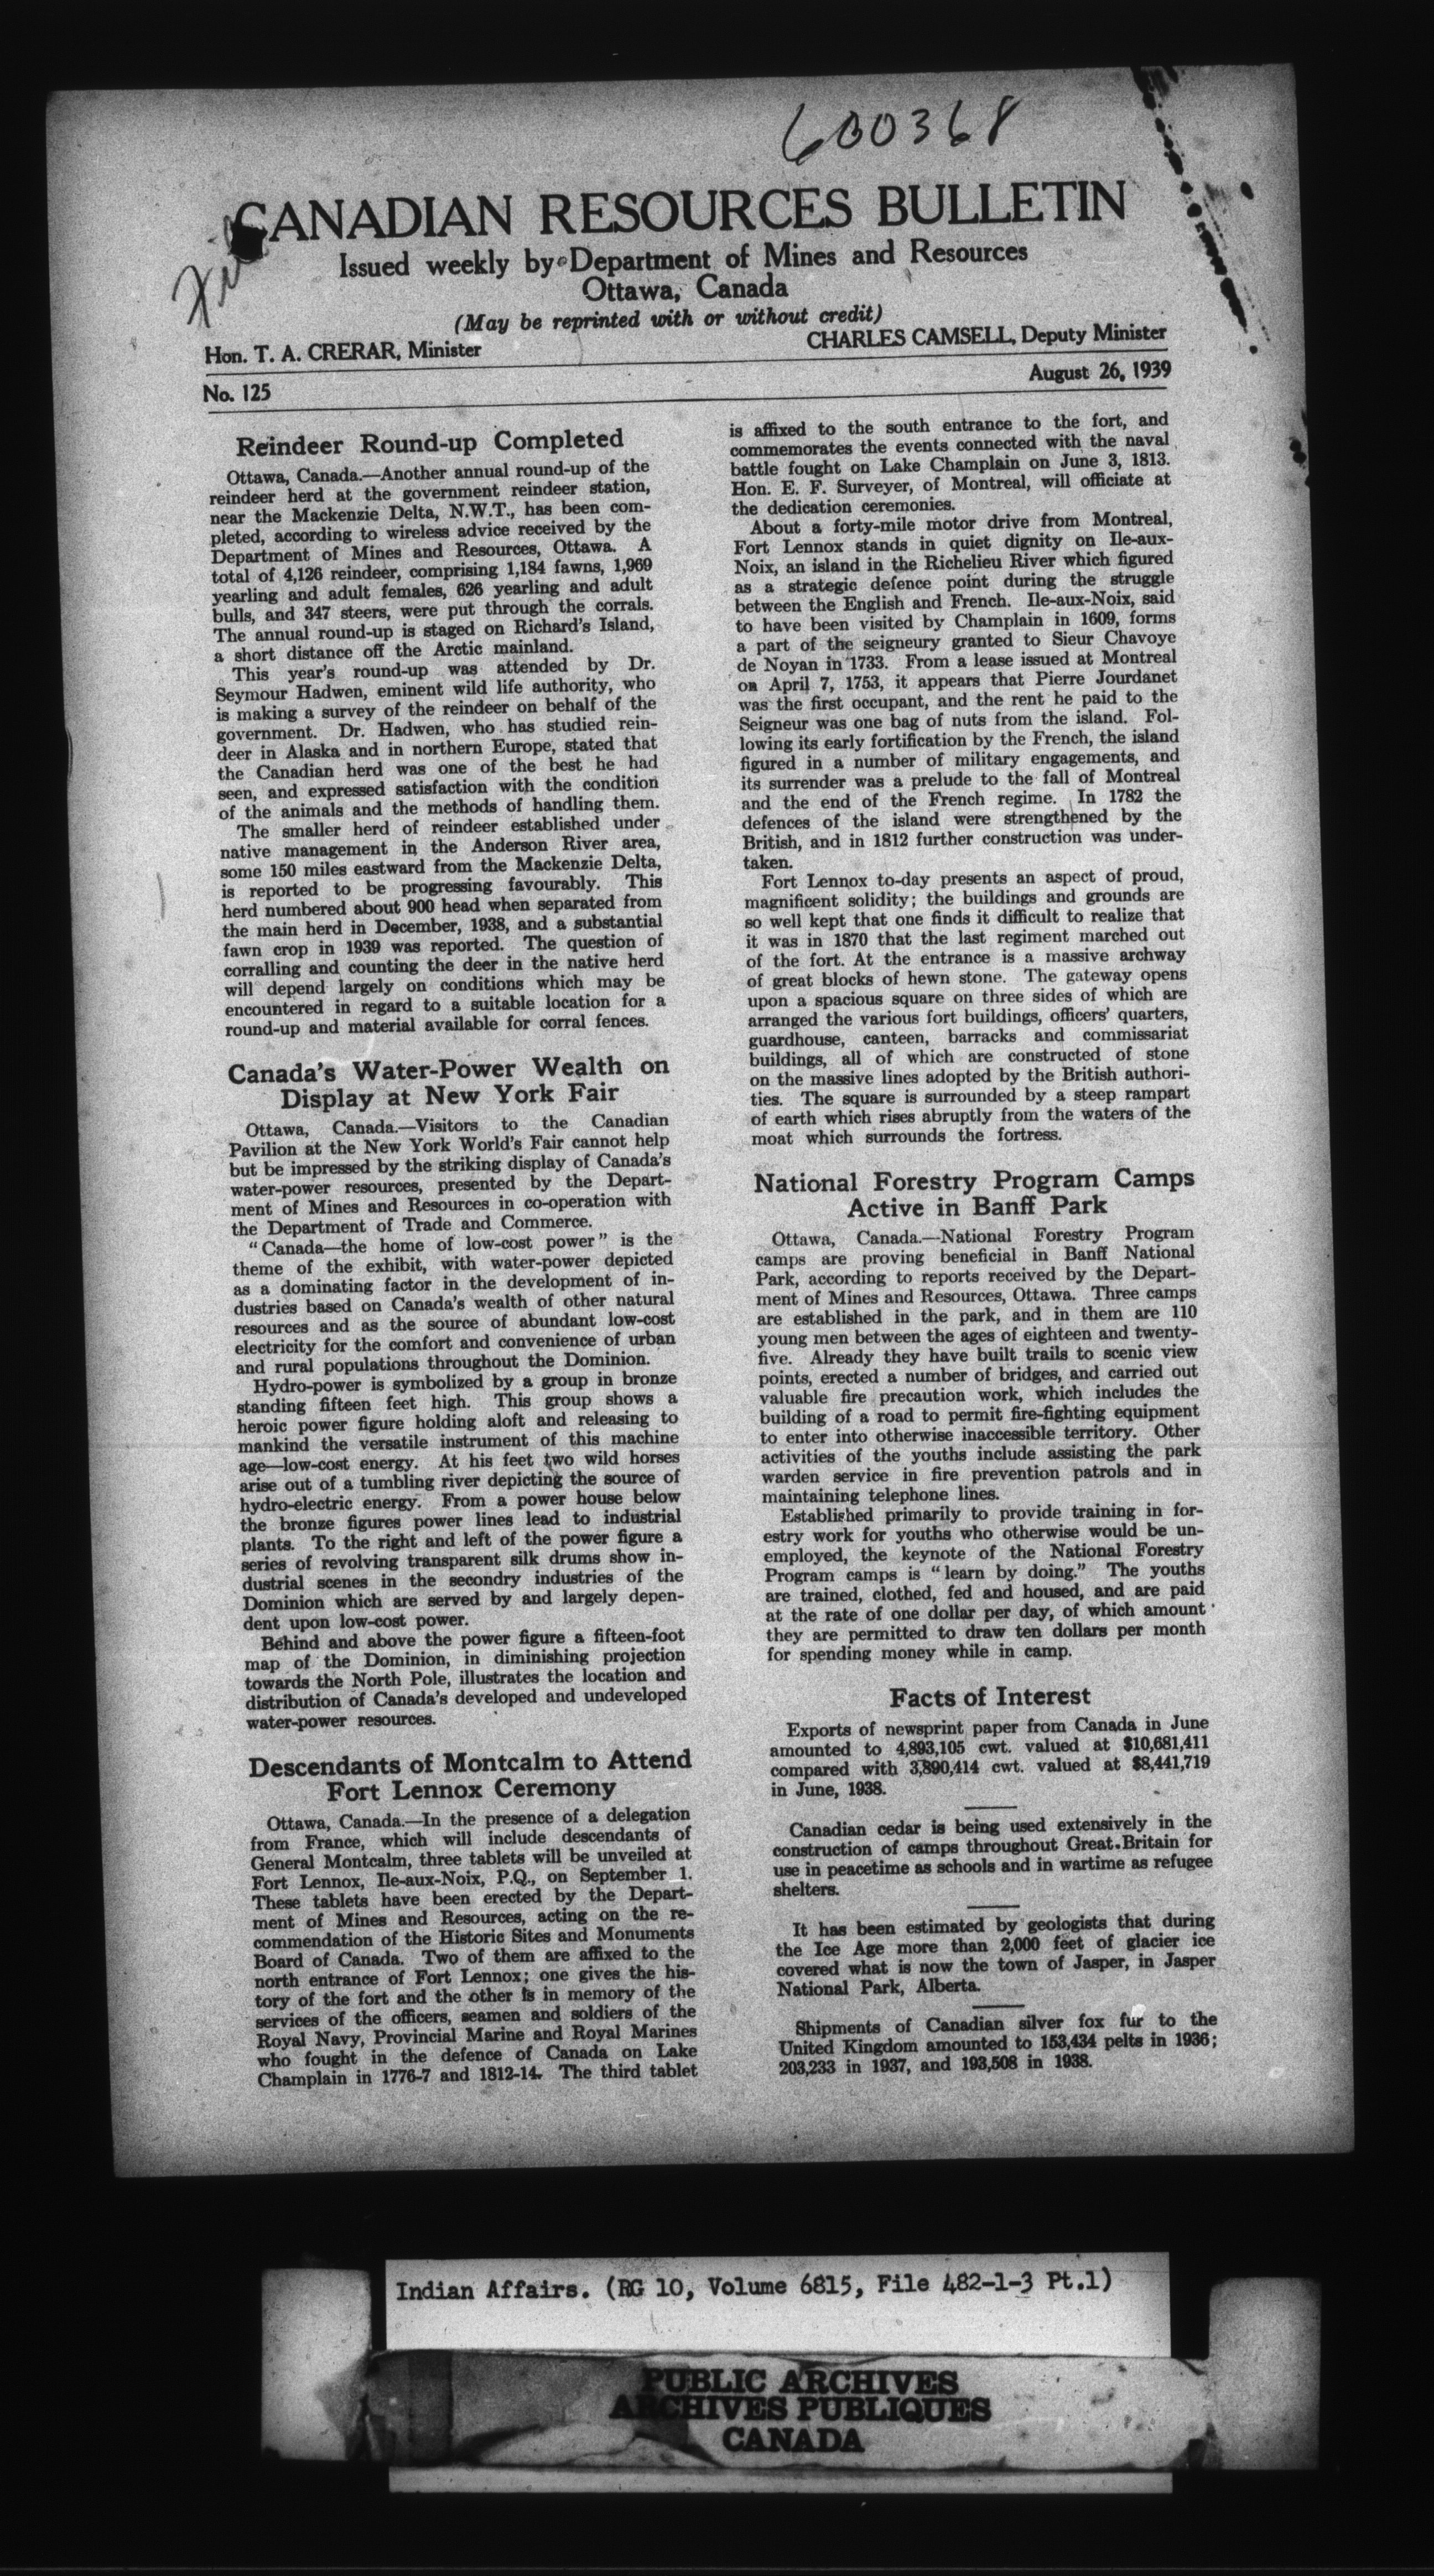 600368
CANADIAN RESOURCES BULLETIN
Issued weekly by Department of Mines and Resources
Ottawa, Canada
(May be reprinted with or without credit)
Hon. T. A. CRERAR, Minister
CHARLES CAMSELL, Deputy Minister
No. 125
August 26, 1939
Reindeer Round-up Completed
Ottawa, Canada.—Another annual round-up of the
reindeer herd at the government reindeer station,
near the Mackenzie Delta, N.W.T., has been com-
pleted, according to wireless advice received by the
Department of Mines and Resources, Ottawa. A
total of 4,126 reindeer, comprising 1,184 fawns, 1,969
yearling and adult females, 626 yearling and adult
bulls, and 347 steers, were put through the corrals.
The annual round-up is staged on Richard's Island,
a short distance off the Arctic mainland.
This year's round-up was attended by Dr.
Seymour Hadwen, eminent wild life authority, who
is making a survey of the reindeer on behalf of the
government. Dr. Hadwen, who has studied rein-
deer in Alaska and in northern Europe, stated that
the Canadian herd was one of the best he had
seen, and expressed satisfaction with the condition
of the animals and the methods of handling them.
The smaller herd of reindeer established under
native management in the Anderson River area,
some 150 miles eastward from the Mackenzie Delta,
is reported to be progressing favourably. This
herd numbered about 900 head when separated from
the main herd in December, 1938, and a substantial
fawn crop in 1939 was reported. The question of
corralling and counting the deer in the native herd
will depend largely on conditions which may be
encountered in regard to a suitable location for a
round-up and material available for corral fences.
Canada's Water-Power Wealth on
Display at New York Fair
Ottawa, Canada.—Visitors to the Canadian
Pavilion at the New York World's Fair cannot help
but be impressed by the striking display of Canada's
water-power resources, presented by the Depart-
ment of Mines and Resources in co-operation with
the Department of Trade and Commerce.
"Canada—the home of low-cost power" is the
theme of the exhibit, with water-power depicted
as a dominating factor in the development of in-
dustries based on Canada's wealth of other natural
resources and as the source of abundant low-cost
electricity for the comfort and convenience of urban
and rural populations throughout the Dominion.
Hydro-power is symbolized by a group in bronze
standing fifteen feet high. This group shows a
heroic power figure holding aloft and releasing to
mankind the versatile instrument of this machine
age—low-cost energy. At his feet two wild horses
arise out of a tumbling river depicting the source of
hydro-electric energy. From a power house below
the bronze figures power lines lead to industrial
plants. To the right and left of the power figure a
series of revolving transparent silk drums show in-
dustrial scenes in the secondry industries of the
Dominion which are served by and largely depen-
dent upon low-cost power.
Behind and above the power figure a fifteen-foot
map of the Dominion, in diminishing projection
towards the North Pole, illustrates the location and
distribution of Canada's developed and undeveloped
water-power resources.
Descendants of Montcalm to Attend
Fort Lennox Ceremony
Ottawa, Canada.—In the presence of a delegation
from France, which will include descendants of
General Montcalm, three tablets will be unveiled at
Fort Lennox, Ile-aux-Noix, P.Q., on September 1.
These tablets have been erected by the Depart-
ment of Mines and Resources, acting on the re-
commendation of the Historic Sites and Monuments
Board of Canada. Two of them are affixed to the
north entrance of Fort Lennox; one gives the his-
tory of the fort and the other is in memory of the
services of the officers, seamen and soldiers of the
Royal Navy, Provincial Marine and Royal Marines
who fought in the defence of Canada on Lake
Champlain in 1776-7 and 1812-14. The third tablet
is affixed to the south entrance to the fort, and
commemorates the events connected with the naval
battle fought on Lake Champlain on June 3, 1813.
Hon. E. F. Surveyer, of Montreal, will officiate at
the dedication ceremonies.
About a forty-mile motor drive from Montreal,
Fort Lennox stands in quiet dignity on Ile-aux-
Noix, an island in the Richelieu River which figured
as a strategic defence point during the struggle
between the English and French. Ile-aux-Noix, said
to have been visited by Champlain in 1609, forms
a part of the seigneury granted to Sieur Chavoye
de Noyan in 1733. From a lease issued at Montreal
on April 7, 1753, it appears that Pierre Jourdanet
was the first occupant, and the rent he paid to the
Seigneur was one bag of nuts from the island. Fol-
lowing its early fortification by the French, the island
figured in a number of military engagements, and
its surrender was a prelude to the fall of Montreal
and the end of the French regime. In 1782 the
defences of the island were strengthened by the
British, and in 1812 further construction was under-
taken.
Fort Lennox to-day presents an aspect of proud,
magnificent solidity; the buildings and grounds are
so well kept that one finds it difficult to realize that
it was in 1870 that the last regiment marched out
of the fort. At the entrance is a massive archway
of great blocks of hewn stone. The gateway opens
upon a spacious square on three sides of which are
arranged the various fort buildings, officers' quarters,
guardhouse, canteen, barracks and commissariat
buildings, all of which are constructed of stone
on the massive lines adopted by the British authori-
ties. The square is surrounded by a steep rampart
of earth which rises abruptly from the waters of the
moat which surrounds the fortress.
National Forestry Program Camps
Active in Banff Park
Ottawa, Canada.—National Forestry Program
camps are proving beneficial in Banff National
Park, according to reports received by the Depart-
ment of Mines and Resources, Ottawa. Three camps
are established in the park, and in them are 110
young men between the ages of eighteen and twenty-
five. Already they have built trails to scenic view
points, erected a number of bridges, and carried out
valuable fire precaution work, which includes the
building of a road to permit fire-fighting equipment
to enter into otherwise inaccessible territory. Other
activities of the youths include assisting the park
warden service in fire prevention patrols and in
maintaining telephone lines.
Established primarily to provide training in for-
estry work for youths who otherwise would be un-
employed, the keynote of the National Forestry
Program camps is "learn by doing." The youths
are trained, clothed, fed and housed, and are paid
at the rate of one dollar per day, of which amount
they are permitted to draw ten dollars per month
for spending money while in camp.
Facts of Interest
Exports of newsprint paper from Canada in June
amounted to 4,893,105 cwt. valued at $10,681,411
compared with 3,890,414 cwt. valued at $8,441,719
in June, 1938.
Canadian cedar is being used extensively in the
construction of camps throughout Great Britain for
use in peacetime as schools and in wartime as refugee
shelters.
It has been estimated by geologists that during
the Ice Age more than 2,000 feet of glacier ice
covered what is now the town of Jasper, in Jasper
National Park, Alberta.
Shipments of Canadian silver fox fur to the
United Kingdom amounted to 153,434 pelts in 1936;
203,233 in 1937, and 193,508 in 1938.
Indian Affairs. (RG 10, Volume 6815, File 482-1-3 Pt.1)
PUBLIC ARCHIVES
ARCHIVES PUBLIQUES
CANADA